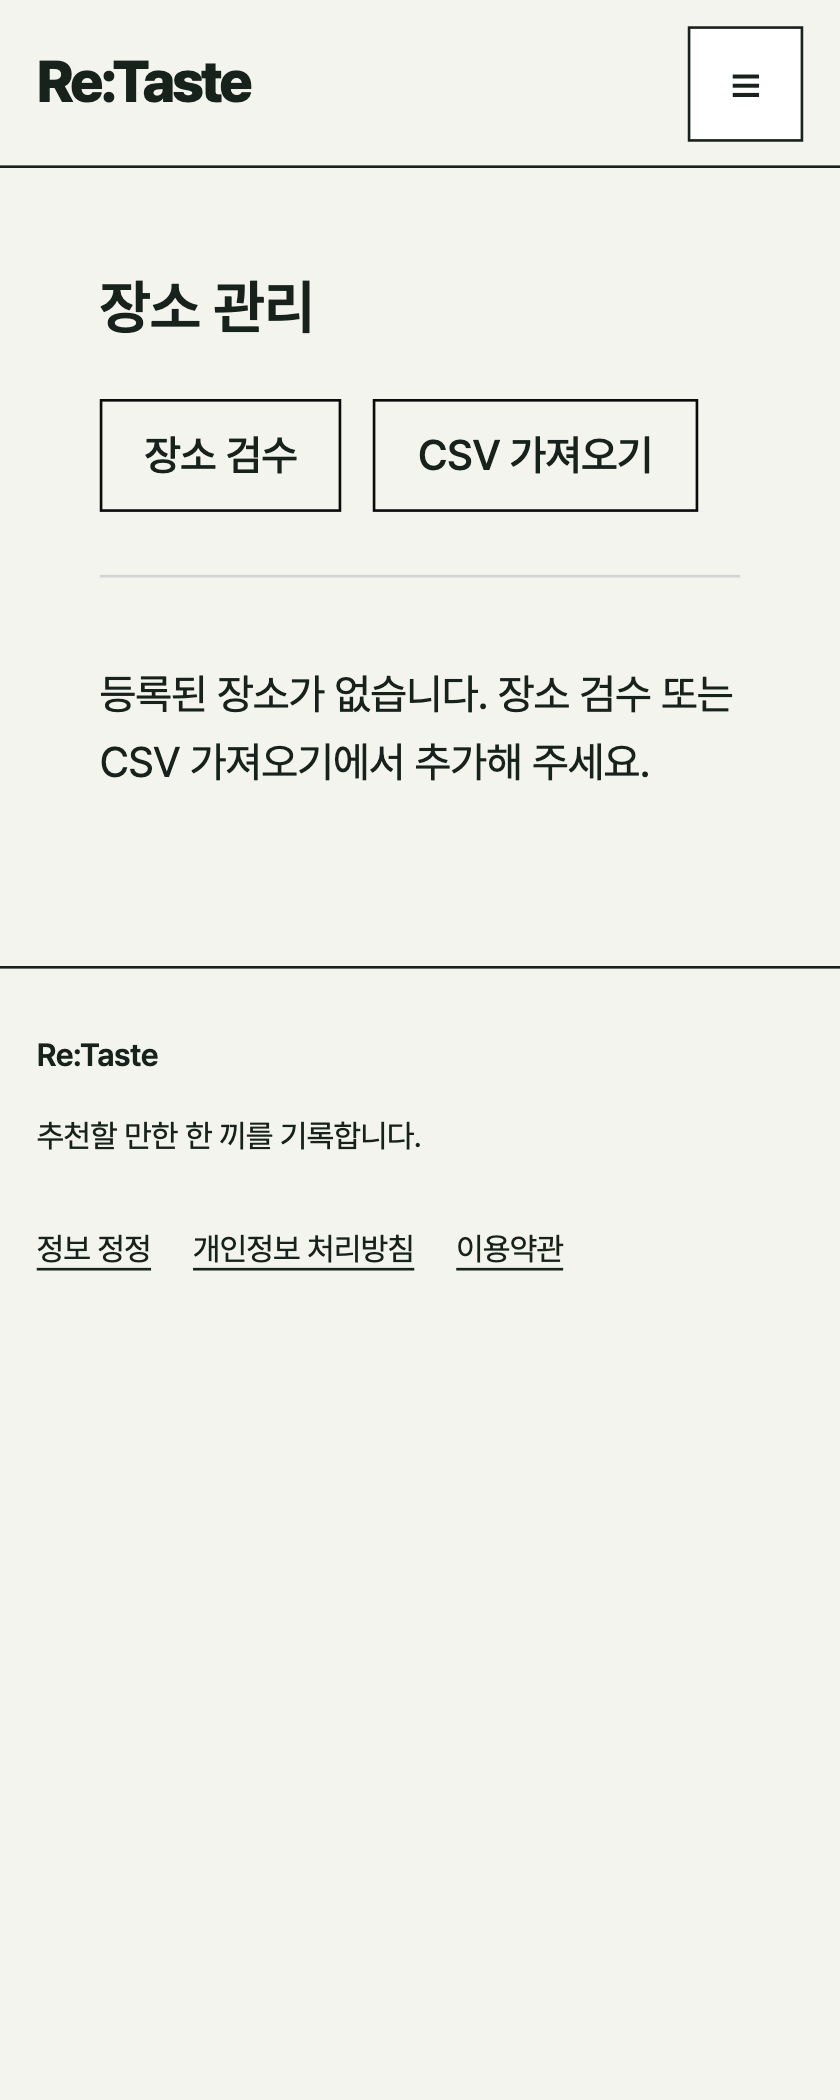 Re:Taste
장소 관리
장소 검수
CSV 가져오기
등록된 장소가 없습니다. 장소 검수 또는
CSV 가져오기에서 추가해 주세요.
Re:Taste
추천할 만한 한 끼를 기록합니다.
정보 정정 개인정보 처리방침 이용약관